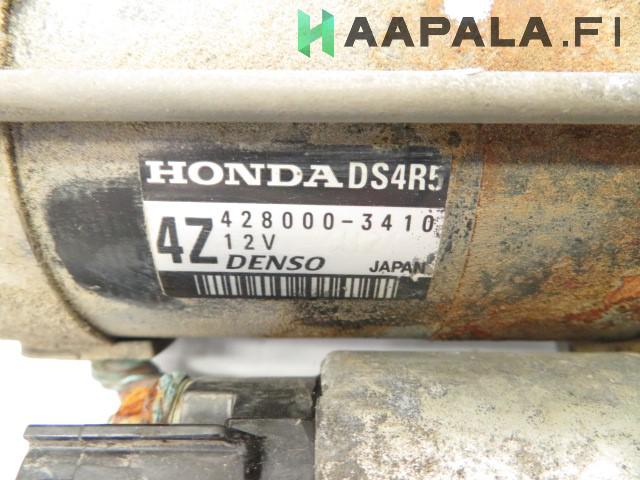 HAAPALA.FI
HONDA DS4R5
4Z 428000-3410
12V
DENSO JAPAN